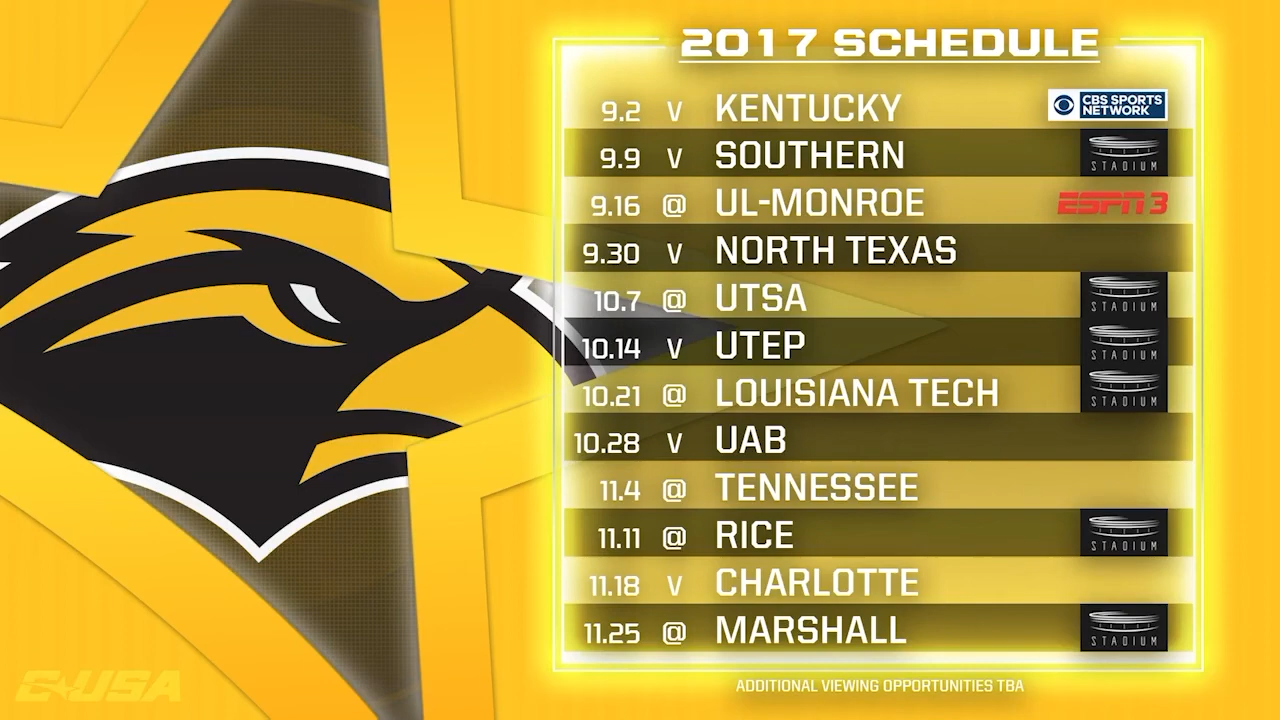 2017 SCHEDULE
9.2 V KENTUCKY CBS SPORTS NETWORK
9.9 V SOUTHERN STADIUM
9.16 @ UL-MONROE ESPN 3
9.30 V NORTH TEXAS
10.7 @ UTSA STADIUM
10.14 V UTEP STADIUM
10.21 @ LOUISIANA TECH STADIUM
10.28 V UAB
11.4 @ TENNESSEE
11.11 @ RICE STADIUM
11.18 V CHARLOTTE
11.25 @ MARSHALL STADIUM
C-USA
ADDITIONAL VIEWING OPPORTUNITIES TBA